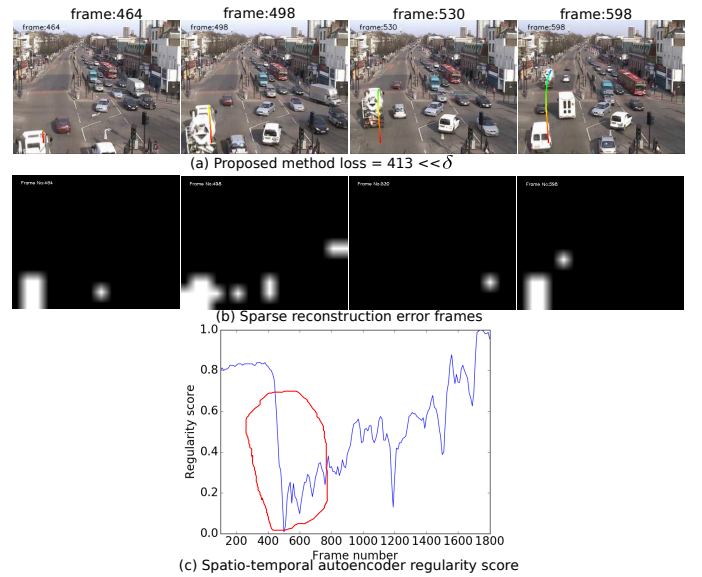 frame:464 frame:498 frame:530 frame:598
frame:464 frame:498 frame:530 frame:598
(a) Proposed method loss = 413 <<δ
Frame No:464 Frame No:498 Frame No:530 Frame No:598
(b) Sparse reconstruction error frames
1.0
0.8
0.6
0.4
0.2
0.0
Regularity score
200 400 600 800 1000 1200 1400 1600 1800
Frame number
(c) Spatio-temporal autoencoder regularity score